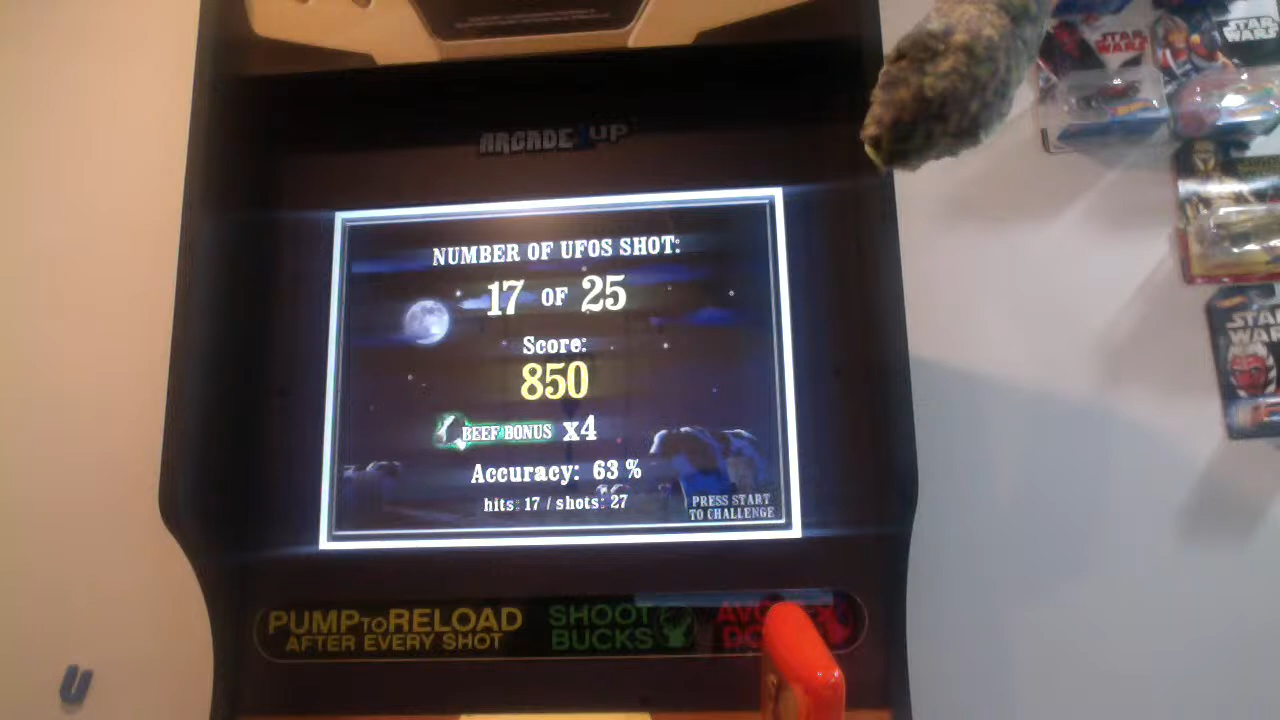 ARCADE1UP
NUMBER OF UFOS SHOT:
17 OF 25
Score:
850
BEEF BONUS X4
Accuracy: 63 %
hits: 17 / shots: 27
PRESS START
TO CHALLENGE
PUMP TO RELOAD
AFTER EVERY SHOT
SHOOT
BUCKS
STAR
WARS
STAR
WARS
STAR
U